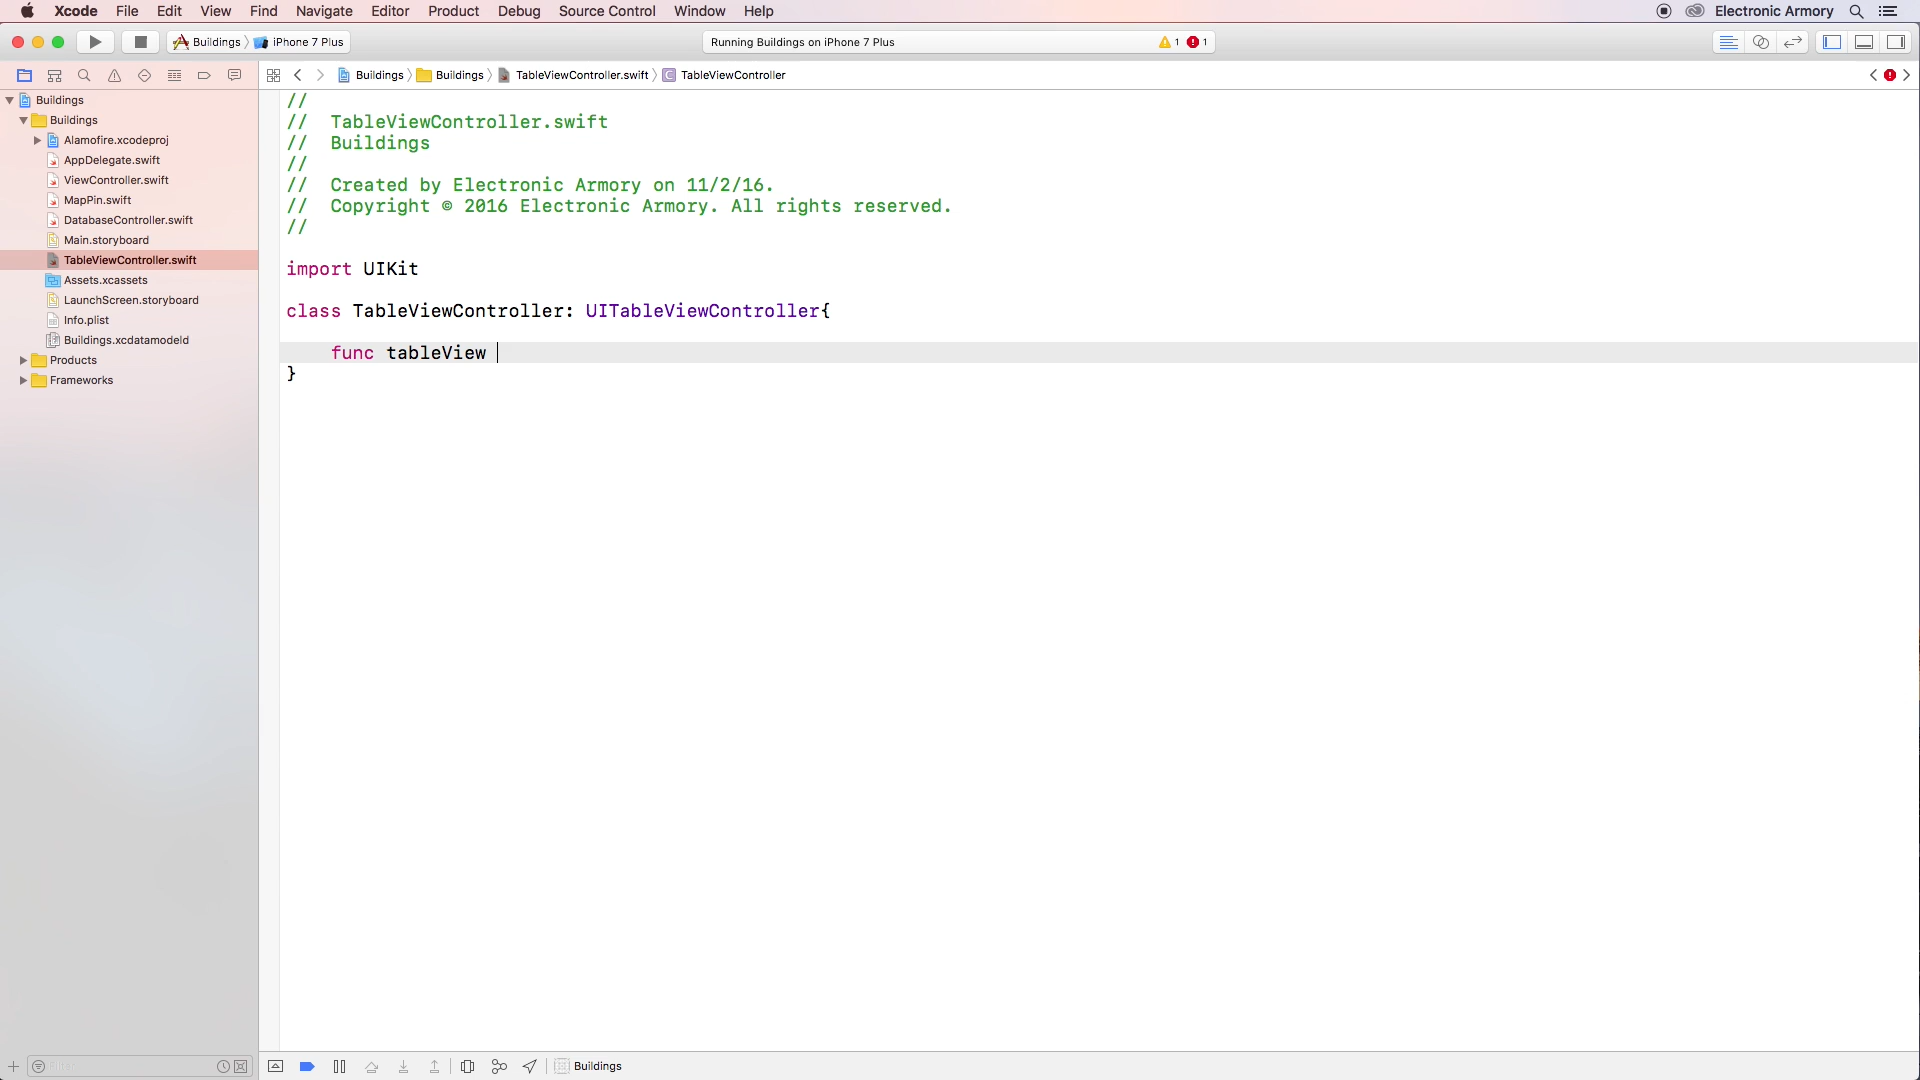 Xcode File Edit View Find Navigate Editor Product Debug Source Control Window Help Electronic Armory
Buildings iPhone 7 Plus Running Buildings on iPhone 7 Plus 1 1
Buildings Buildings TableViewController.swift TableViewController
Buildings
Buildings
Alamofire.xcodeproj
AppDelegate.swift
ViewController.swift
MapPin.swift
DatabaseController.swift
Main.storyboard
TableViewController.swift
Assets.xcassets
LaunchScreen.storyboard
Info.plist
Buildings.xcdatamodeld
Products
Frameworks
//
// TableViewController.swift
// Buildings
//
// Created by Electronic Armory on 11/2/16.
// Copyright © 2016 Electronic Armory. All rights reserved.
//
import UIKit
class TableViewController: UITableViewController{
func tableView
}
Buildings